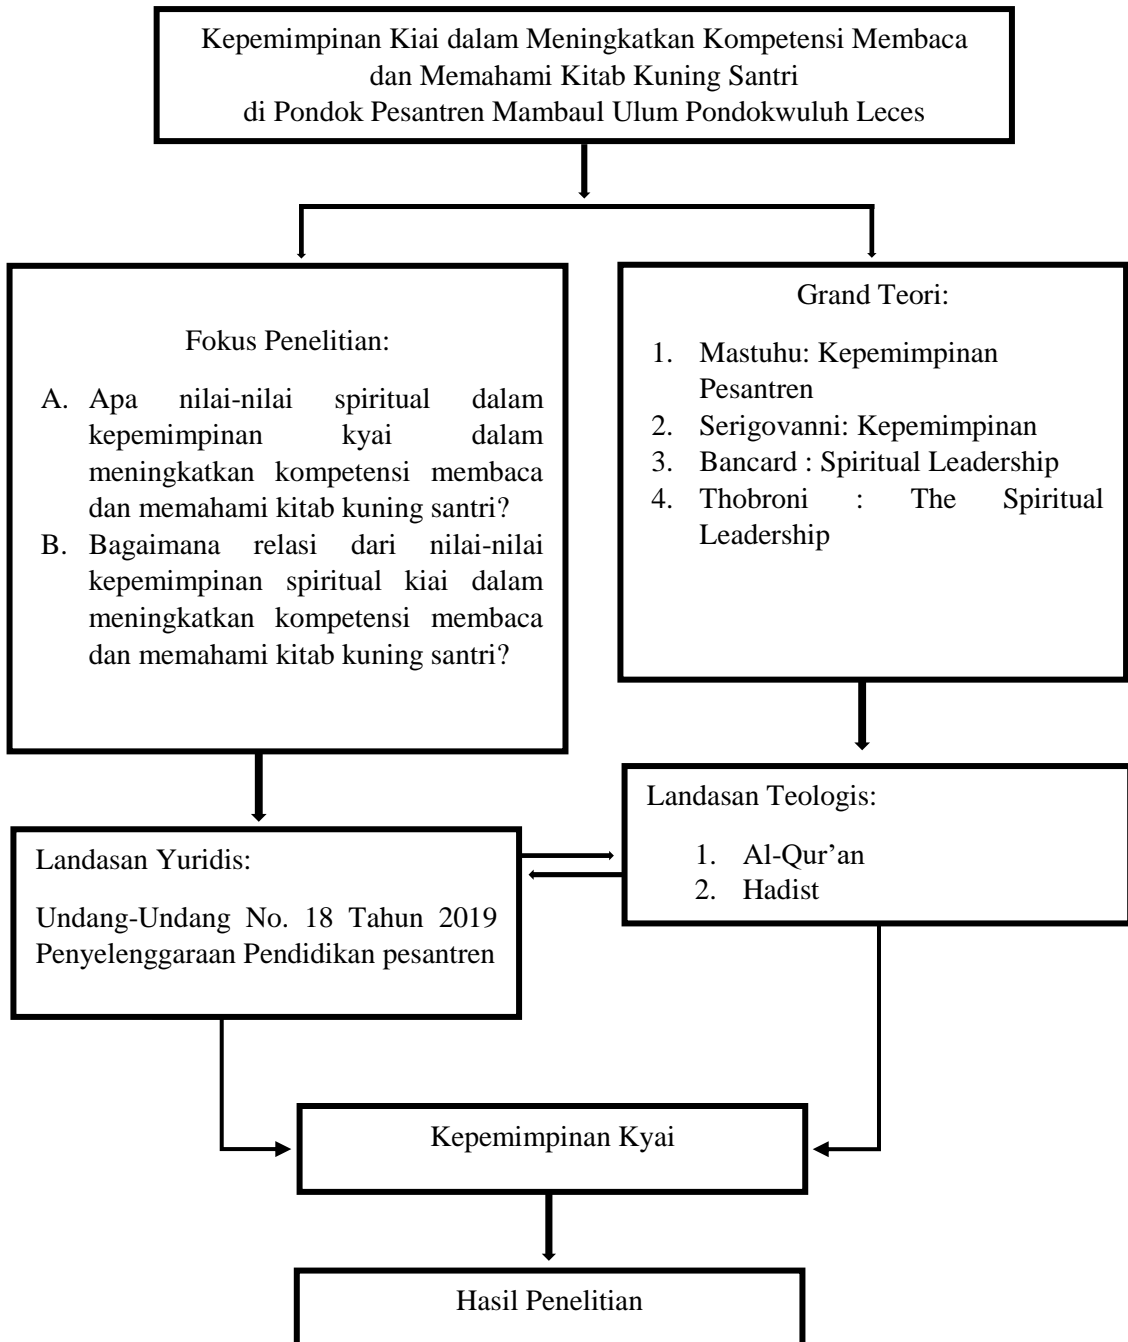 Kepemimpinan Kiai dalam Meningkatkan Kompetensi Membaca
dan Memahami Kitab Kuning Santri
di Pondok Pesantren Mambaul Ulum Pondokwuluh Leces
Fokus Penelitian:
A. Apa nilai-nilai spiritual dalam
kepemimpinan kyai dalam
meningkatkan kompetensi membaca
dan memahami kitab kuning santri?
B. Bagaimana relasi dari nilai-nilai
kepemimpinan spiritual kiai dalam
meningkatkan kompetensi membaca
dan memahami kitab kuning santri?
Grand Teori:
1. Mastuhu: Kepemimpinan
Pesantren
2. Serigovanni: Kepemimpinan
3. Bancard : Spiritual Leadership
4. Thobroni : The Spiritual
Leadership
Landasan Yuridis:
Undang-Undang No. 18 Tahun 2019
Penyelenggaraan Pendidikan pesantren
Landasan Teologis:
1. Al-Qur’an
2. Hadist
Kepemimpinan Kyai
Hasil Penelitian